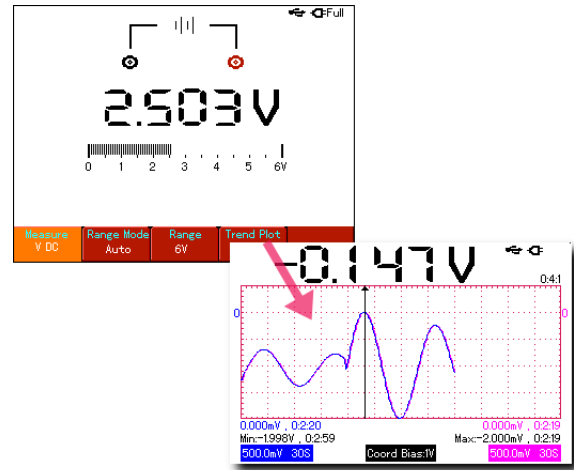 Full
2.503V
0 1 2 3 4 5 6V
Measure Range Mode Range Trend Plot
V DC Auto 6V
-0.147V
0:4:1
0 0
0.000mV , 0:2:20 0.000mV , 0:2:19
Min:-1.998V , 0:2:59 Max:-2.000mV , 0:2:19
500.0mV 30S Coord Bias:1V 500.0mV 30S